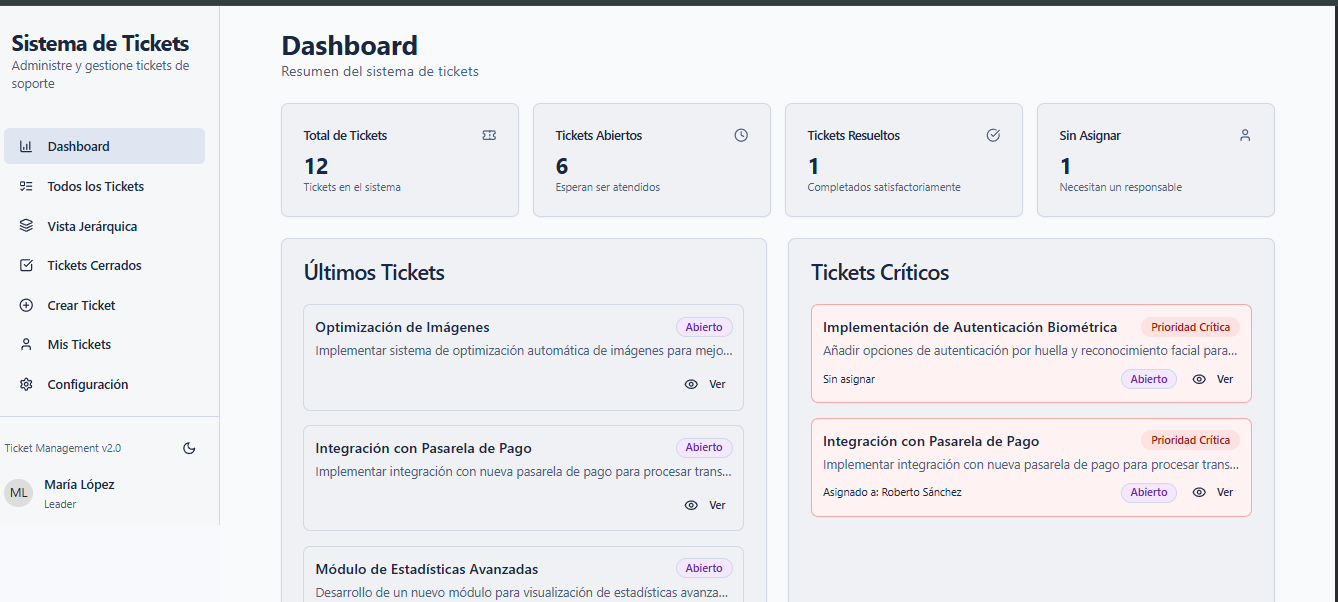 Sistema de Tickets
Administre y gestione tickets de
soporte
Dashboard
Todos los Tickets
Vista Jerárquica
Tickets Cerrados
Crear Ticket
Mis Tickets
Configuración
Ticket Management v2.0
ML
María López
Leader
Dashboard
Resumen del sistema de tickets
Total de Tickets
12
Tickets en el sistema
Tickets Abiertos
6
Esperan ser atendidos
Tickets Resueltos
1
Completados satisfactoriamente
Sin Asignar
1
Necesitan un responsable
Últimos Tickets
Optimización de Imágenes
Abierto
Implementar sistema de optimización automática de imágenes para mejo...
Ver
Integración con Pasarela de Pago
Abierto
Implementar integración con nueva pasarela de pago para procesar trans...
Ver
Módulo de Estadísticas Avanzadas
Abierto
Desarrollo de un nuevo módulo para visualización de estadísticas avanza...
Tickets Críticos
Implementación de Autenticación Biométrica
Prioridad Crítica
Añadir opciones de autenticación por huella y reconocimiento facial para...
Sin asignar
Abierto
Ver
Integración con Pasarela de Pago
Prioridad Crítica
Implementar integración con nueva pasarela de pago para procesar trans...
Asignado a: Roberto Sánchez
Abierto
Ver